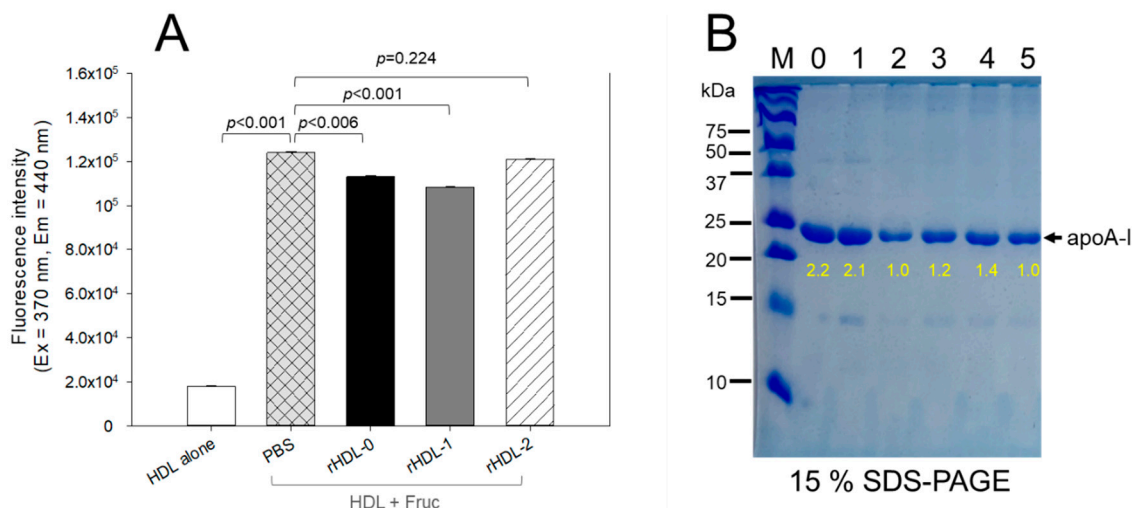 A
Fluorescence intensity
(Ex = 370 nm, Em = 440 nm)
1.6x10⁵
1.4x10⁵
1.2x10⁵
10⁵
8.0x10⁴
6.0x10⁴
4.0x10⁴
2.0x10⁴
0
p=0.224
p<0.001
p<0.001
p<0.006
HDL alone
PBS
rHDL-0
rHDL-1
rHDL-2
HDL + Fruc
B
M 0 1 2 3 4 5
kDa
75
50
37
25
20
15
10
apoA-I
2.2 2.1 1.0 1.2 1.4 1.0
15 % SDS-PAGE